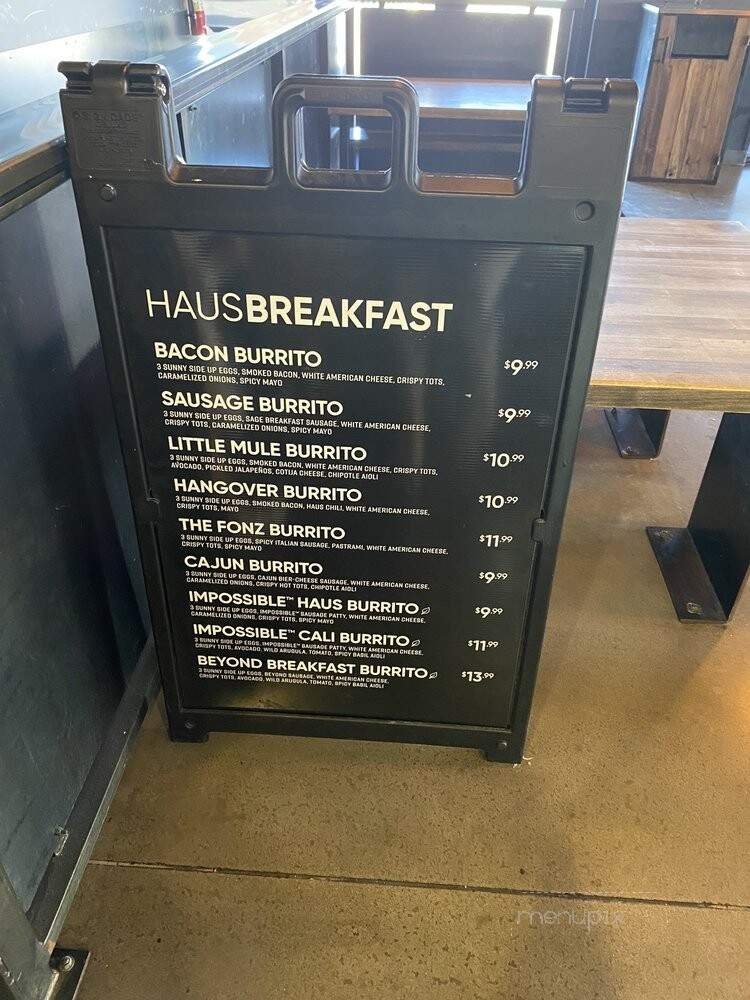 HAUSBREAKFAST
BACON BURRITO
$9.99
3 SUNNY SIDE UP EGGS, SMOKED BACON, WHITE AMERICAN CHEESE, CRISPY TOTS,
CARAMELIZED ONIONS, SPICY MAYO
SAUSAGE BURRITO
$9.99
3 SUNNY SIDE UP EGGS, SAGE BREAKFAST SAUSAGE, WHITE AMERICAN CHEESE,
CRISPY TOTS, CARAMELIZED ONIONS, SPICY MAYO
LITTLE MULE BURRITO
$10.99
3 SUNNY SIDE UP EGGS, SMOKED BACON, WHITE AMERICAN CHEESE, CRISPY TOTS,
AVOCADO, PICKLED JALAPEÑOS, COTIJA CHEESE, CHIPOTLE AIOLI
HANGOVER BURRITO
$10.99
3 SUNNY SIDE UP EGGS, SMOKED BACON, HAUS CHILI, WHITE AMERICAN CHEESE,
CRISPY TOTS, MAYO
THE FONZ BURRITO
$11.99
3 SUNNY SIDE UP EGGS, SPICY ITALIAN SAUSAGE, PASTRAMI, WHITE AMERICAN CHEESE,
CRISPY TOTS, SPICY MAYO
CAJUN BURRITO
$9.99
3 SUNNY SIDE UP EGGS, CAJUN BIER-CHEESE SAUSAGE, WHITE AMERICAN CHEESE,
CARAMELIZED ONIONS, CRISPY HOT TOTS, CHIPOTLE AIOLI
IMPOSSIBLE™ HAUS BURRITO
$9.99
3 SUNNY SIDE UP EGGS, IMPOSSIBLE™ SAUSAGE PATTY, WHITE AMERICAN CHEESE,
CARAMELIZED ONIONS, CRISPY TOTS, SPICY MAYO
IMPOSSIBLE™ CALI BURRITO
$11.99
3 SUNNY SIDE UP EGGS, IMPOSSIBLE™ SAUSAGE PATTY, WHITE AMERICAN CHEESE,
CRISPY TOTS, AVOCADO, WILD ARUGULA, TOMATO, SPICY BASIL AIOLI
BEYOND BREAKFAST BURRITO
$13.99
3 SUNNY SIDE UP EGGS, BEYOND SAUSAGE, WHITE AMERICAN CHEESE,
CRISPY TOTS, AVOCADO, WILD ARUGULA, TOMATO, SPICY BASIL AIOLI
menupix